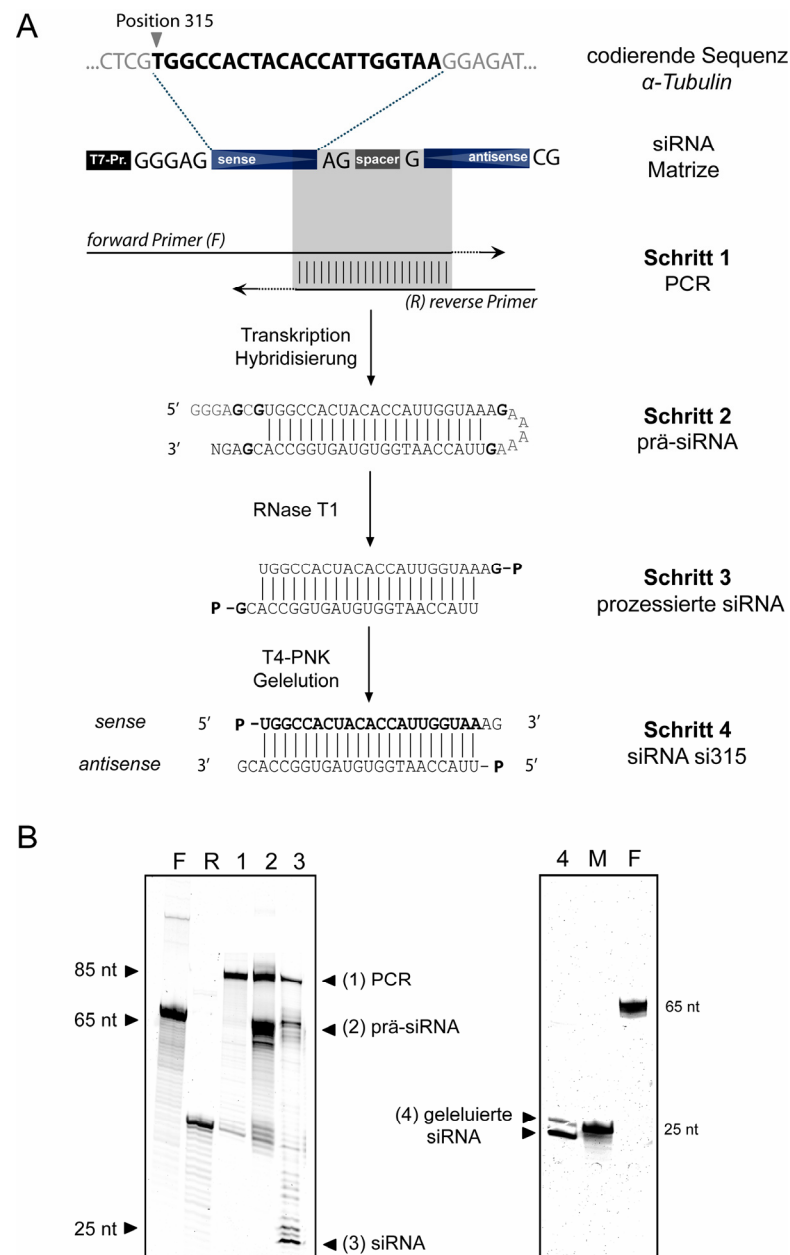 A
Position 315
...CTCGTGGCCACTACACCATTGGTAAGGAGAT...
codierende Sequenz
α-Tubulin
T7-Pr. GGGAG sense AG spacer G antisense CG
siRNA
Matrize
forward Primer (F)
Schritt 1
PCR
(R) reverse Primer
Transkription
Hybridisierung
5′ GGGAGCGUGGCCACUACACCAUUGGUAAAGAAAAA
3′ NGAGCACCGGUGAUGUGGTAACCAUUGA
Schritt 2
prä-siRNA
RNase T1
UGGCCACUACACCAUUGGUAAAG–P
P –GCACCGGUGAUGUGGTAACCAUU
Schritt 3
prozessierte siRNA
T4-PNK
Gelelution
sense 5′ P –UGGCCACUACACCAUUGGUAAAG 3′
antisense 3′ GCACCGGUGAUGUGGTAACCAUU–P 5′
Schritt 4
siRNA si315
B
F R 1 2 3
4 M F
85 nt
(1) PCR
65 nt
(2) prä-siRNA
65 nt
(4) geleluierte
siRNA
25 nt
25 nt
(3) siRNA